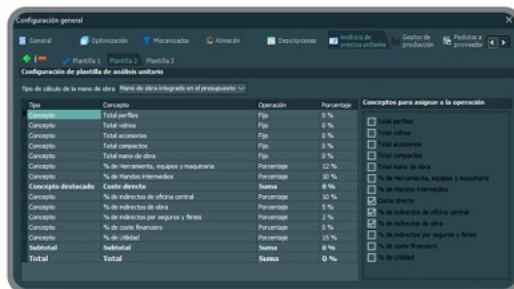 Configuración general
General Optimización Mecanizados Almacén Descripciones Análisis de precios unitarios Gestor de producción Pedidos a proveedor
Plantilla 1 Plantilla 2 Plantilla 3
Configuración de plantilla de análisis unitario
Tipo de cálculo de la mano de obra Mano de obra integrada en el presupuesto
Tipo Concepto Operación Porcentaje
Concepto Total perfiles Fijo 0 %
Concepto Total vidrios Fijo 0 %
Concepto Total accesorios Fijo 0 %
Concepto Total compactos Fijo 0 %
Concepto Total mano de obra Fijo 0 %
Concepto % de Herramienta, equipos y maquinaria Porcentaje 12 %
Concepto % de Mandos intermedios Porcentaje 10 %
Concepto destacado Coste directo Suma 0 %
Concepto % de indirectos de oficina central Porcentaje 10 %
Concepto % de indirectos de obra Porcentaje 5 %
Concepto % de indirectos por seguros y fletes Porcentaje 2 %
Concepto % de coste financiero Porcentaje 0 %
Concepto % de Utilidad Porcentaje 15 %
Subtotal Subtotal Suma 0 %
Total Total Suma 0 %
Conceptos para asignar a la operación
Total perfiles
Total vidrios
Total accesorios
Total compactos
Total mano de obra
% de Herramienta, equipos y maquinaria
% de Mandos intermedios
Coste directo
% de indirectos de oficina central
% de indirectos de obra
% de indirectos por seguros y fletes
% de coste financiero
% de Utilidad